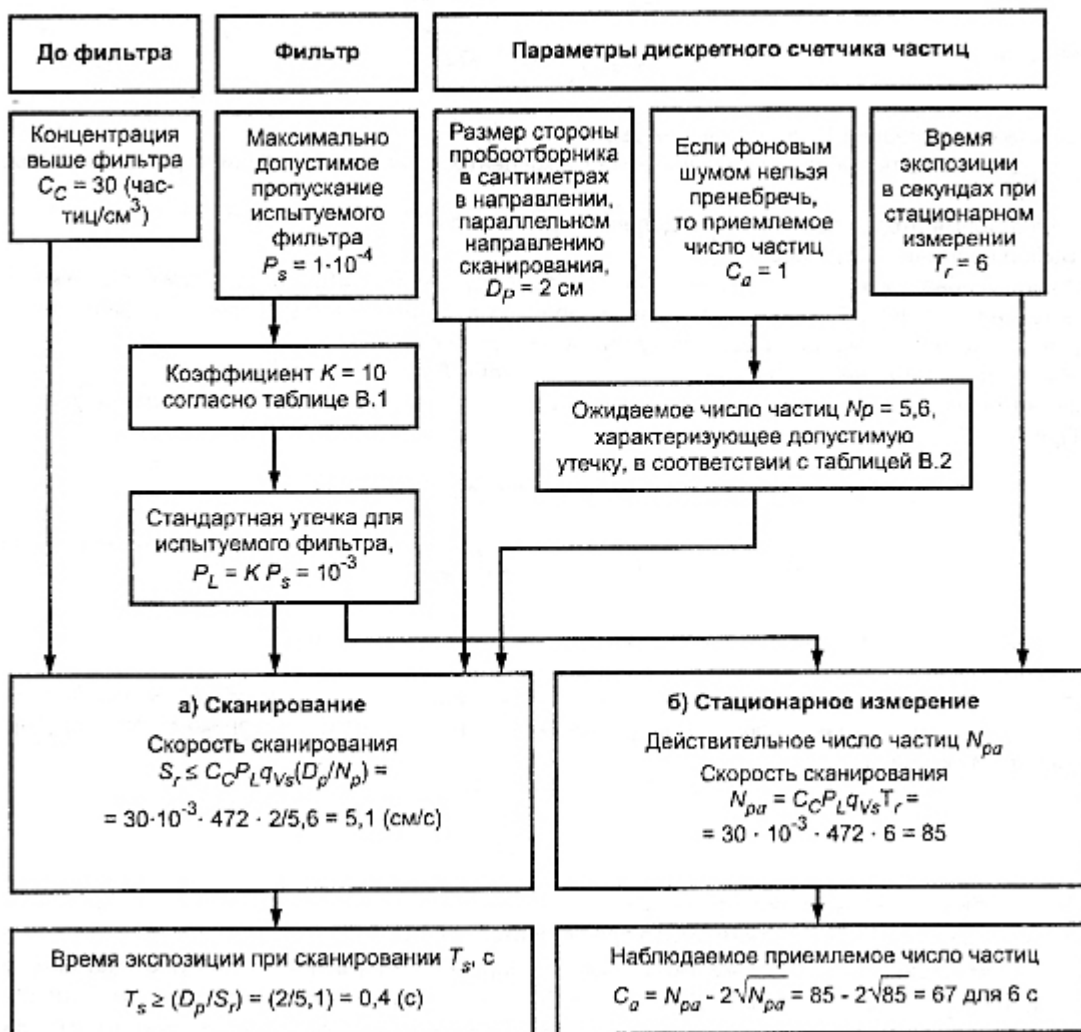 До фильтра
Фильтр
Параметры дискретного счетчика частиц
Концентрация
выше фильтра
C_C = 30 (час-
тиц/см³)
Максимально
допустимое
пропускание
испытуемого
фильтра
P_s = 1·10⁻⁴
Размер стороны
пробоотборника
в сантиметрах
в направлении,
параллельном
направлению
сканирования,
D_P = 2 см
Если фоновым
шумом нельзя
пренебречь,
то приемлемое
число частиц
C_a = 1
Время
экспозиции
в секундах при
стационарном
измерении
T_r = 6
Коэффициент K = 10
согласно таблице В.1
Ожидаемое число частиц Np = 5,6,
характеризующее допустимую
утечку, в соответствии с таблицей В.2
Стандартная утечка для
испытуемого фильтра,
P_L = K P_s = 10⁻³
а) Сканирование
Скорость сканирования
S_r ≤ C_C P_L q_Vs (D_p/N_p) =
= 30·10⁻³· 472 · 2/5,6 = 5,1 (см/с)
б) Стационарное измерение
Действительное число частиц N_pa
Скорость сканирования
N_pa = C_C P_L q_Vs T_r =
= 30 · 10⁻³ · 472 · 6 = 85
Время экспозиции при сканировании T_s, с
T_s ≥ (D_p/S_r) = (2/5,1) = 0,4 (с)
Наблюдаемое приемлемое число частиц
C_a = N_pa - 2√N_pa = 85 - 2√85 = 67 для 6 с